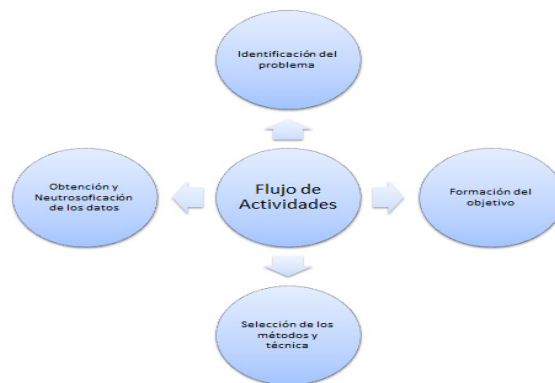 Identificación del
problema
Obtención y
Neutrosoficación
de los datos
Flujo de
Actividades
Formación del
objetivo
Selección de los
métodos y
técnica